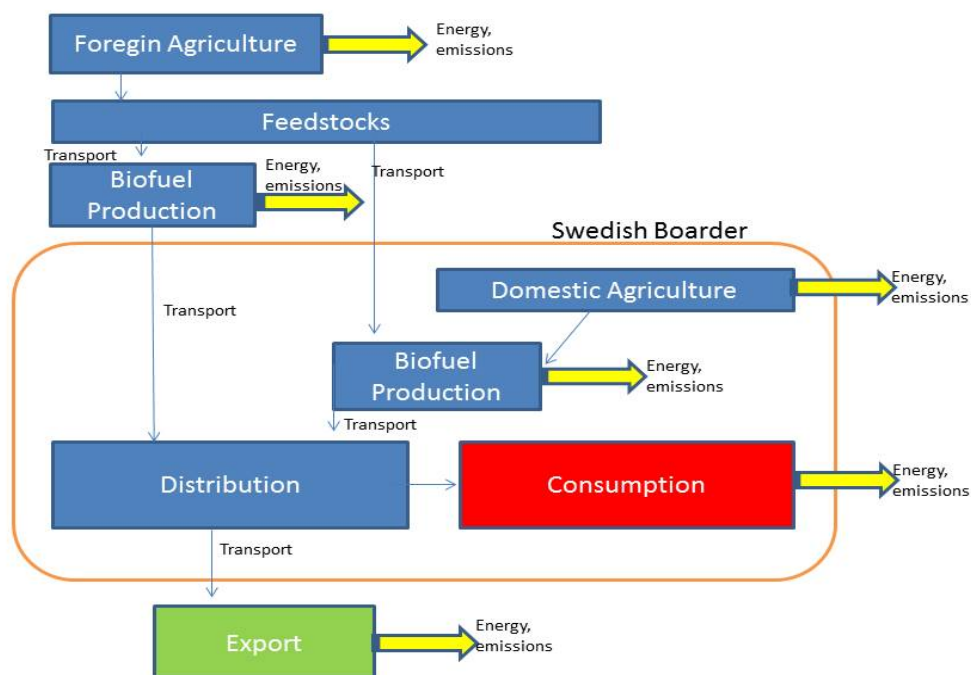 Foregin Agriculture
Energy,
emissions
Feedstocks
Transport
Biofuel
Production
Energy,
emissions
Transport
Swedish Boarder
Domestic Agriculture
Energy,
emissions
Transport
Biofuel
Production
Energy,
emissions
Transport
Distribution
Consumption
Energy,
emissions
Transport
Export
Energy,
emissions